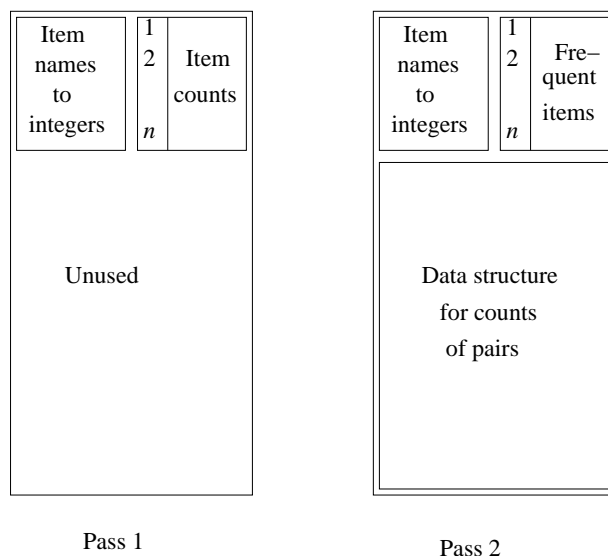 Item
names
to
integers
1
2
n
Item
counts
Unused
Pass 1
Item
names
to
integers
1
2
n
Fre–
quent
items
Data structure
for counts
of pairs
Pass 2